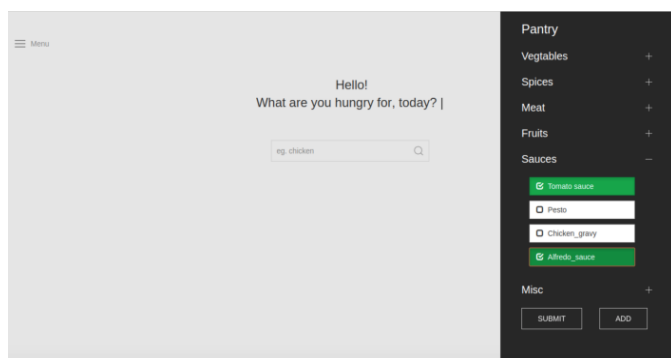 Menu
Hello!
What are you hungry for, today? |
eg. chicken
Pantry
Vegtables
Spices
Meat
Fruits
Sauces
Tomato sauce
Pesto
Chicken_gravy
Alfredo_sauce
Misc
SUBMIT ADD